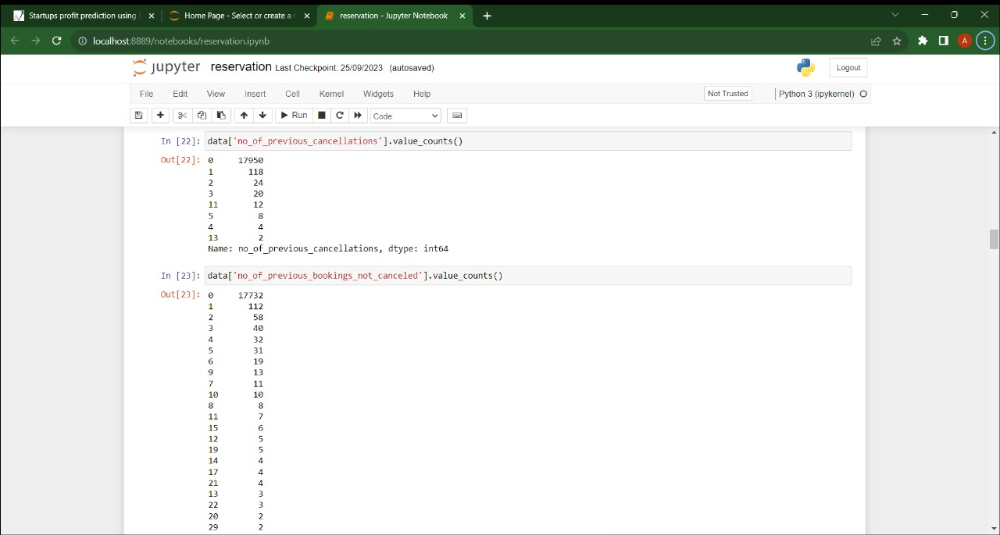 Startups profit prediction using
Home Page - Select or create a
reservation - Jupyter Notebook
localhost:8889/notebooks/reservation.ipynb
A
jupyter reservation Last Checkpoint: 25/09/2023 (autosaved)
Logout
File Edit View Insert Cell Kernel Widgets Help
Not Trusted
Python 3 (ipykernel)
Run
Code
In [22]: data['no_of_previous_cancellations'].value_counts()
Out[22]: 0 17950
1 118
2 24
3 20
11 12
5 8
4 4
13 2
Name: no_of_previous_cancellations, dtype: int64
In [23]: data['no_of_previous_bookings_not_canceled'].value_counts()
Out[23]: 0 17732
1 112
2 58
3 40
4 32
5 31
6 19
9 13
7 11
10 10
8 8
11 7
15 6
12 5
19 5
14 4
17 4
21 4
13 3
22 3
20 2
29 2